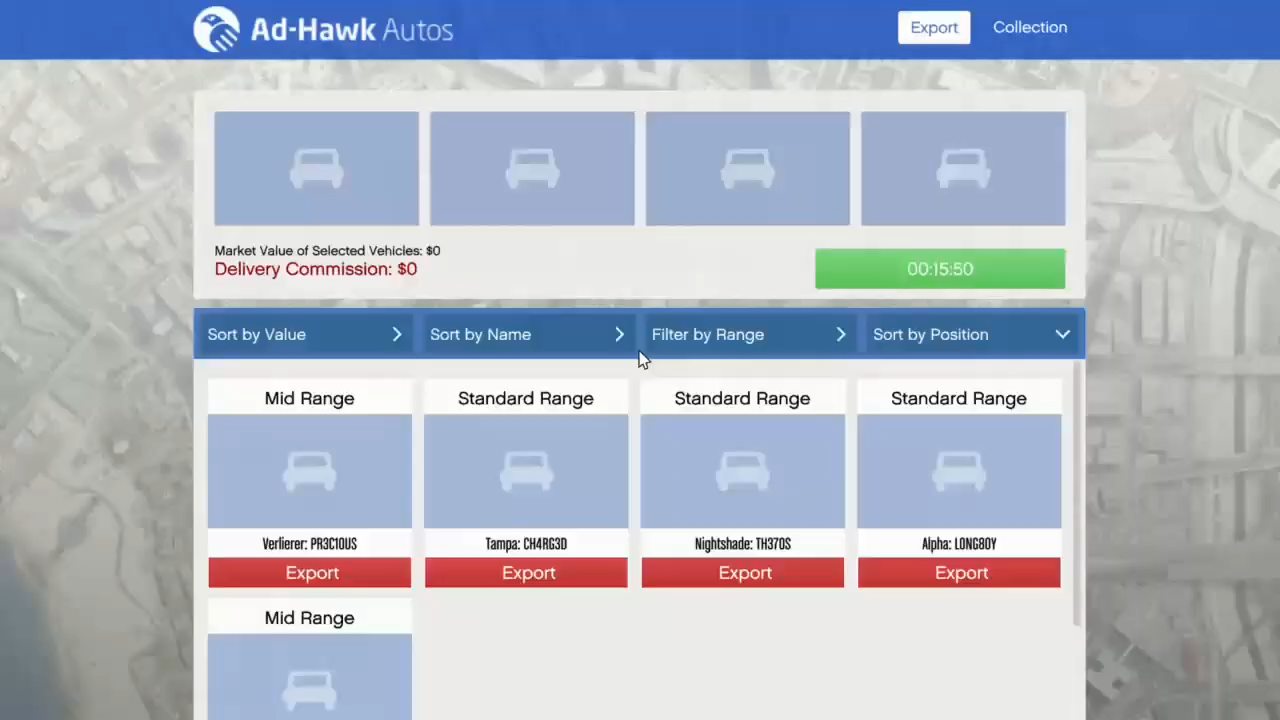 Ad-Hawk Autos
Export
Collection
Market Value of Selected Vehicles: $0
Delivery Commission: $0
00:15:50
Sort by Value
Sort by Name
Filter by Range
Sort by Position
Mid Range
Standard Range
Standard Range
Standard Range
Verlierer: PR3C10US
Tampa: CH4RG3D
Nightshade: TH370S
Alpha: L0NG80Y
Export
Export
Export
Export
Mid Range